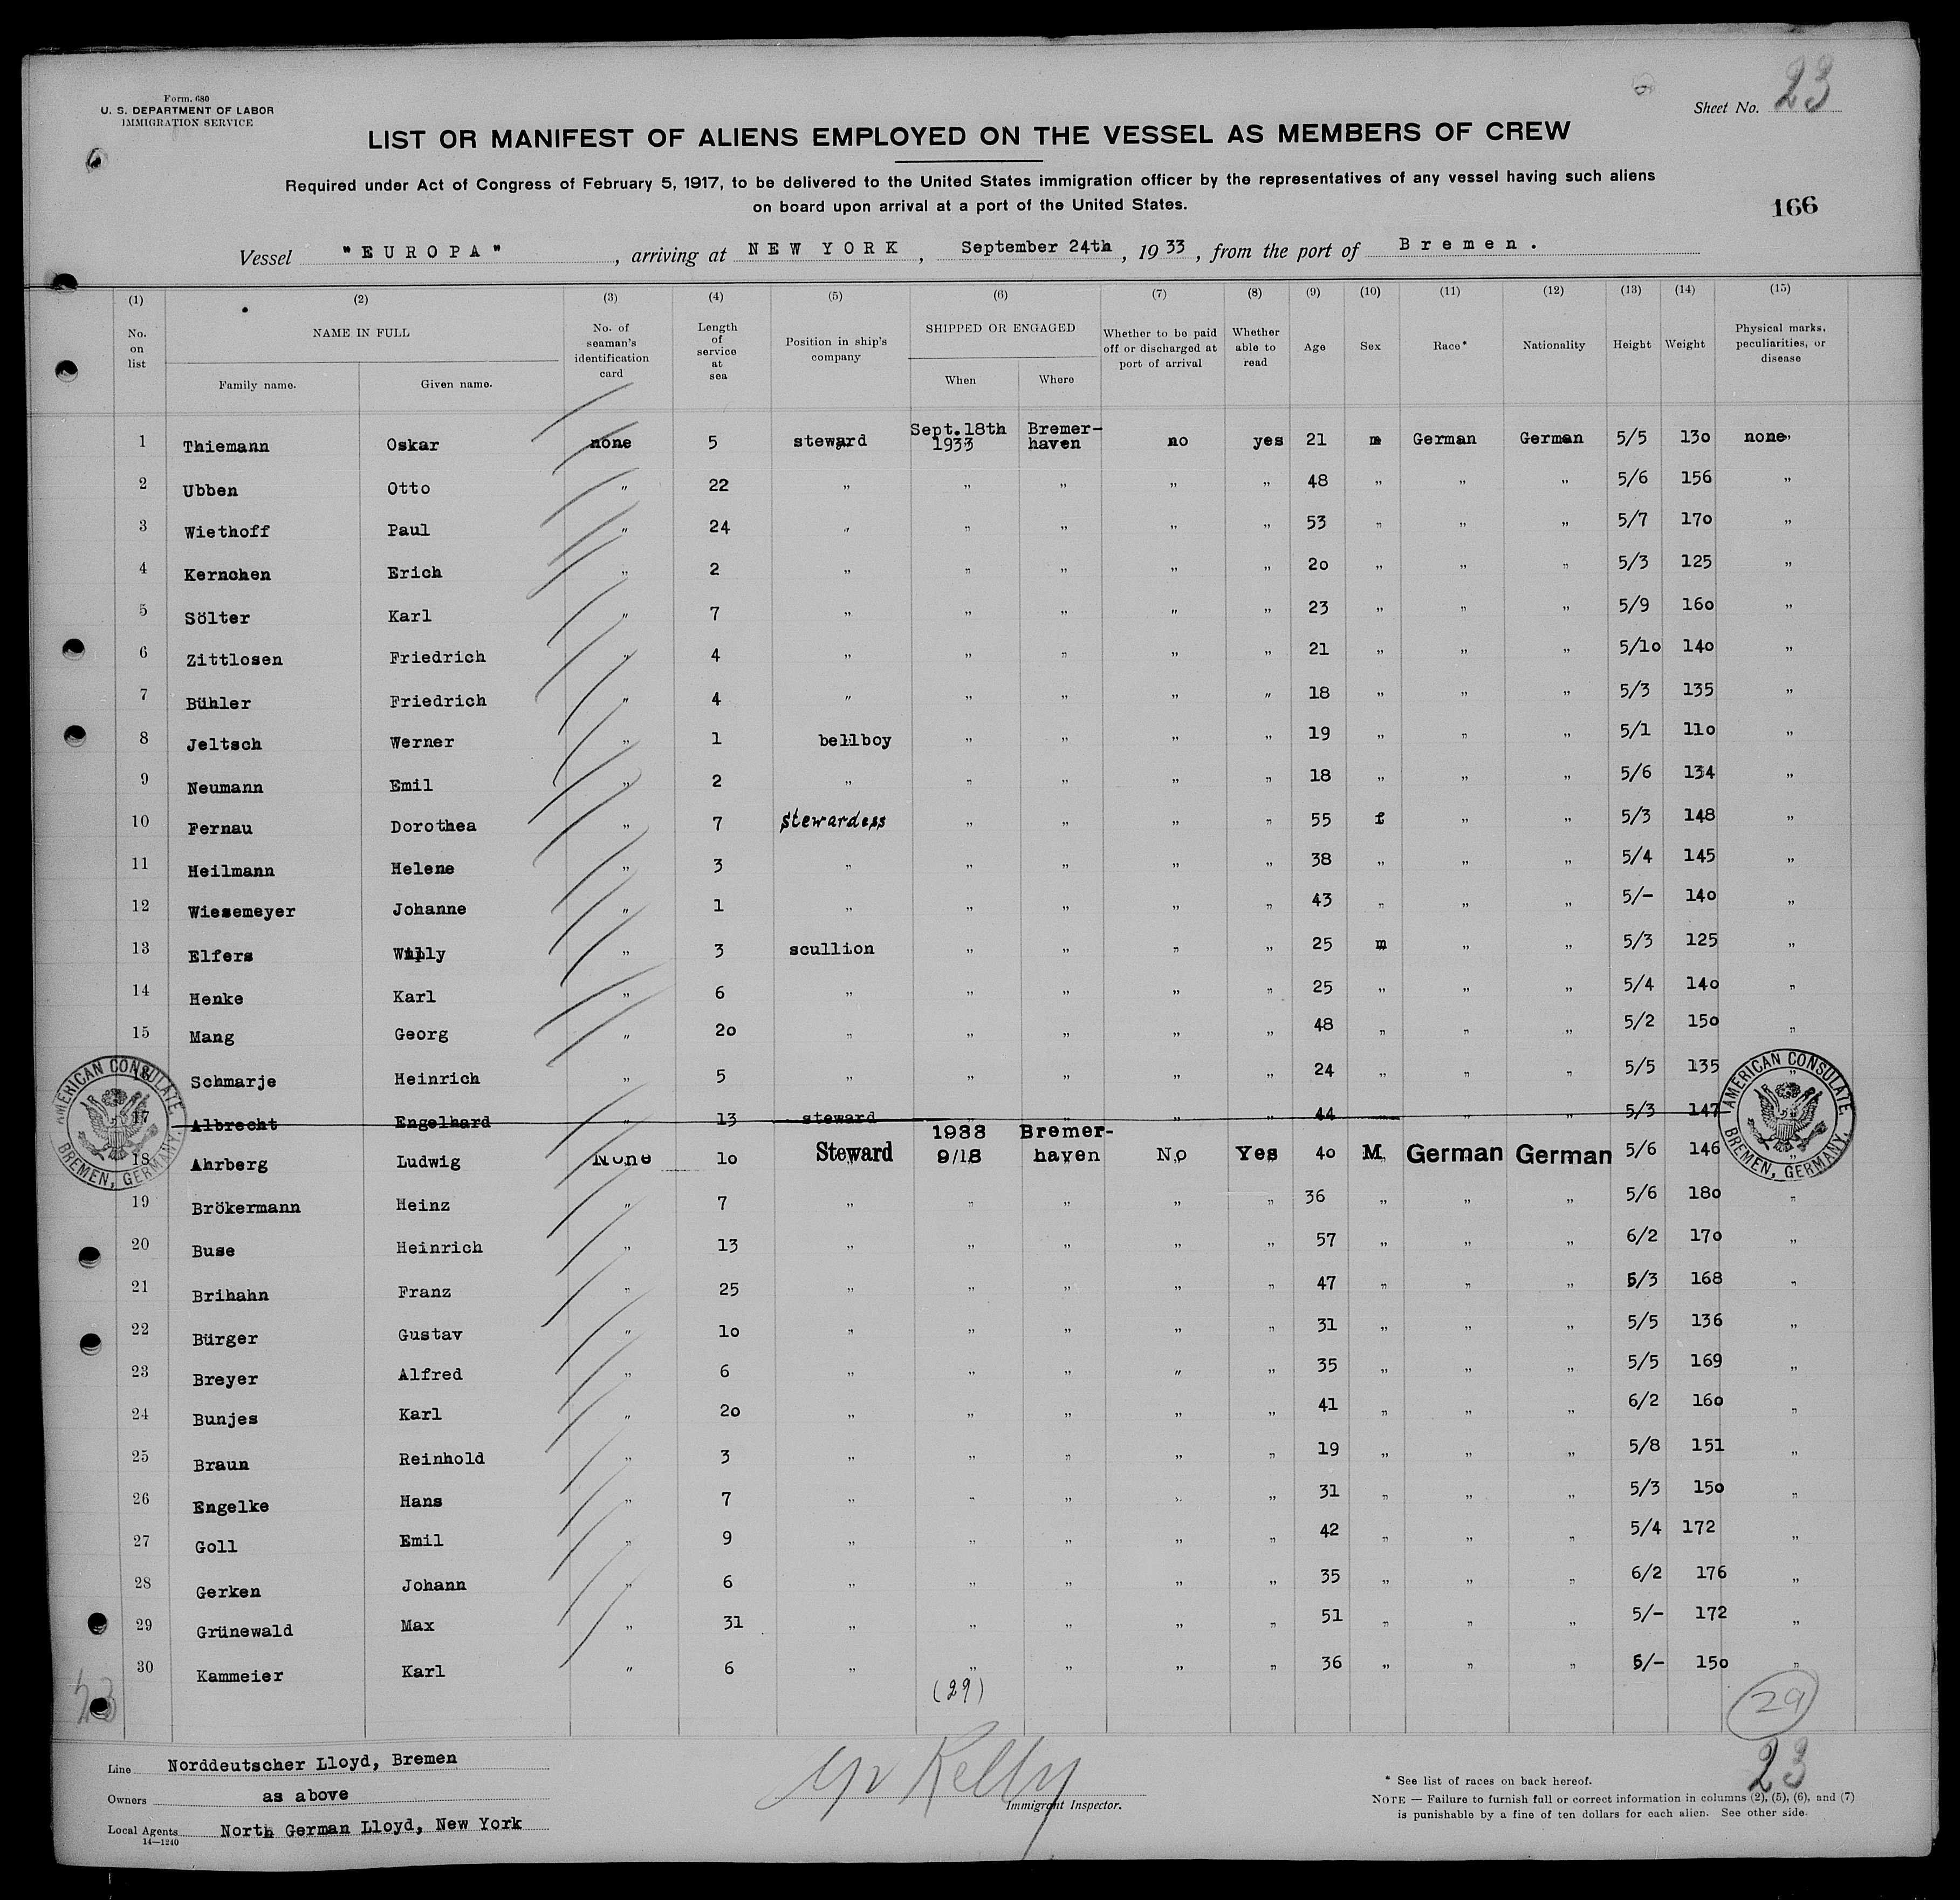 Form. 680
U. S. DEPARTMENT OF LABOR
IMMIGRATION SERVICE
Sheet No. 23
LIST OR MANIFEST OF ALIENS EMPLOYED ON THE VESSEL AS MEMBERS OF CREW
Required under Act of Congress of February 5, 1917, to be delivered to the United States immigration officer by the representatives of any vessel having such aliens
on board upon arrival at a port of the United States.
166
Vessel "EUROPA", arriving at NEW YORK, September 24th, 1933, from the port of Bremen.
(1) (2) (3) (4) (5) (6) (7) (8) (9) (10) (11) (12) (13) (14) (15)
No. on list NAME IN FULL Family name. Given name. No. of seaman's identification card Length of service at sea Position in ship's company SHIPPED OR ENGAGED When Where Whether to be paid off or discharged at port of arrival Whether able to read Age Sex Race* Nationality Height Weight Physical marks, peculiarities, or disease
1 Thiemann Oskar none 5 steward Sept.18th 1933 Bremer-haven no yes 21 m German German 5/5 130 none"
2 Ubben Otto " 22 " " " " " 48 " " " 5/6 156 "
3 Wiethoff Paul " 24 " " " " " 53 " " " 5/7 170 "
4 Kernchen Erich " 2 " " " " " 20 " " " 5/3 125 "
5 Sölter Karl " 7 " " " " " 23 " " " 5/9 160 "
6 Zittlosen Friedrich " 4 " " " " " 21 " " " 5/10 140 "
7 Bühler Friedrich " 4 " " " " " 18 " " " 5/3 135 "
8 Jeltsch Werner " 1 bellboy " " " " 19 " " " 5/1 110 "
9 Neumann Emil " 2 " " " " " 18 " " " 5/6 134 "
10 Fernau Dorothea " 7 stewardess " " " " 55 f " " 5/3 148 "
11 Heilmann Helene " 3 " " " " " 38 " " " 5/4 145 "
12 Wiesemeyer Johanne " 1 " " " " " 43 " " " 5/- 140 "
13 Elfers Willy " 3 scullion " " " " 25 m " " 5/3 125 "
14 Henke Karl " 6 " " " " " 25 " " " 5/4 140 "
15 Mang Georg " 20 " " " " " 48 " " " 5/2 150 "
16 Schmarje Heinrich " 5 " " " " " 24 " " " 5/5 135 "
17 Albrecht Engelhard " 13 steward " " " " 44 " " 5/3 147
18 Ahrberg Ludwig None 10 Steward 1933 9/18 Bremer-haven No Yes 40 M German German 5/6 146 "
19 Brökermann Heinz " 7 " " " " " 36 " " " 5/6 180 "
20 Buse Heinrich " 13 " " " " " 57 " " " 6/2 170 "
21 Brihahn Franz " 25 " " " " " 47 " " " 5/3 168 "
22 Bürger Gustav " 10 " " " " " 31 " " " 5/5 136 "
23 Breyer Alfred " 6 " " " " " 35 " " " 5/5 169 "
24 Bunjes Karl " 20 " " " " " 41 " " " 6/2 160 "
25 Braun Reinhold " 3 " " " " " 19 " " " 5/8 151 "
26 Engelke Hans " 7 " " " " " 31 " " " 5/3 150 "
27 Goll Emil " 9 " " " " " 42 " " " 5/4 172 "
28 Gerken Johann " 6 " " " " " 35 " " " 6/2 176 "
29 Grünewald Max " 31 " " " " " 51 " " " 5/- 172 "
30 Kammeier Karl " 6 " " " " " 36 " " " 5/- 150 "
AMERICAN CONSULATE, BREMEN, GERMANY.
AMERICAN CONSULATE, BREMEN, GERMANY.
23
(29)
29
23
Line Norddeutscher Lloyd, Bremen
Owners as above
Local Agents North German Lloyd, New York
14—1240
Kelly
Immigrant Inspector.
* See list of races on back hereof.
NOTE — Failure to furnish full or correct information in columns (2), (5), (6), and (7)
is punishable by a fine of ten dollars for each alien. See other side.